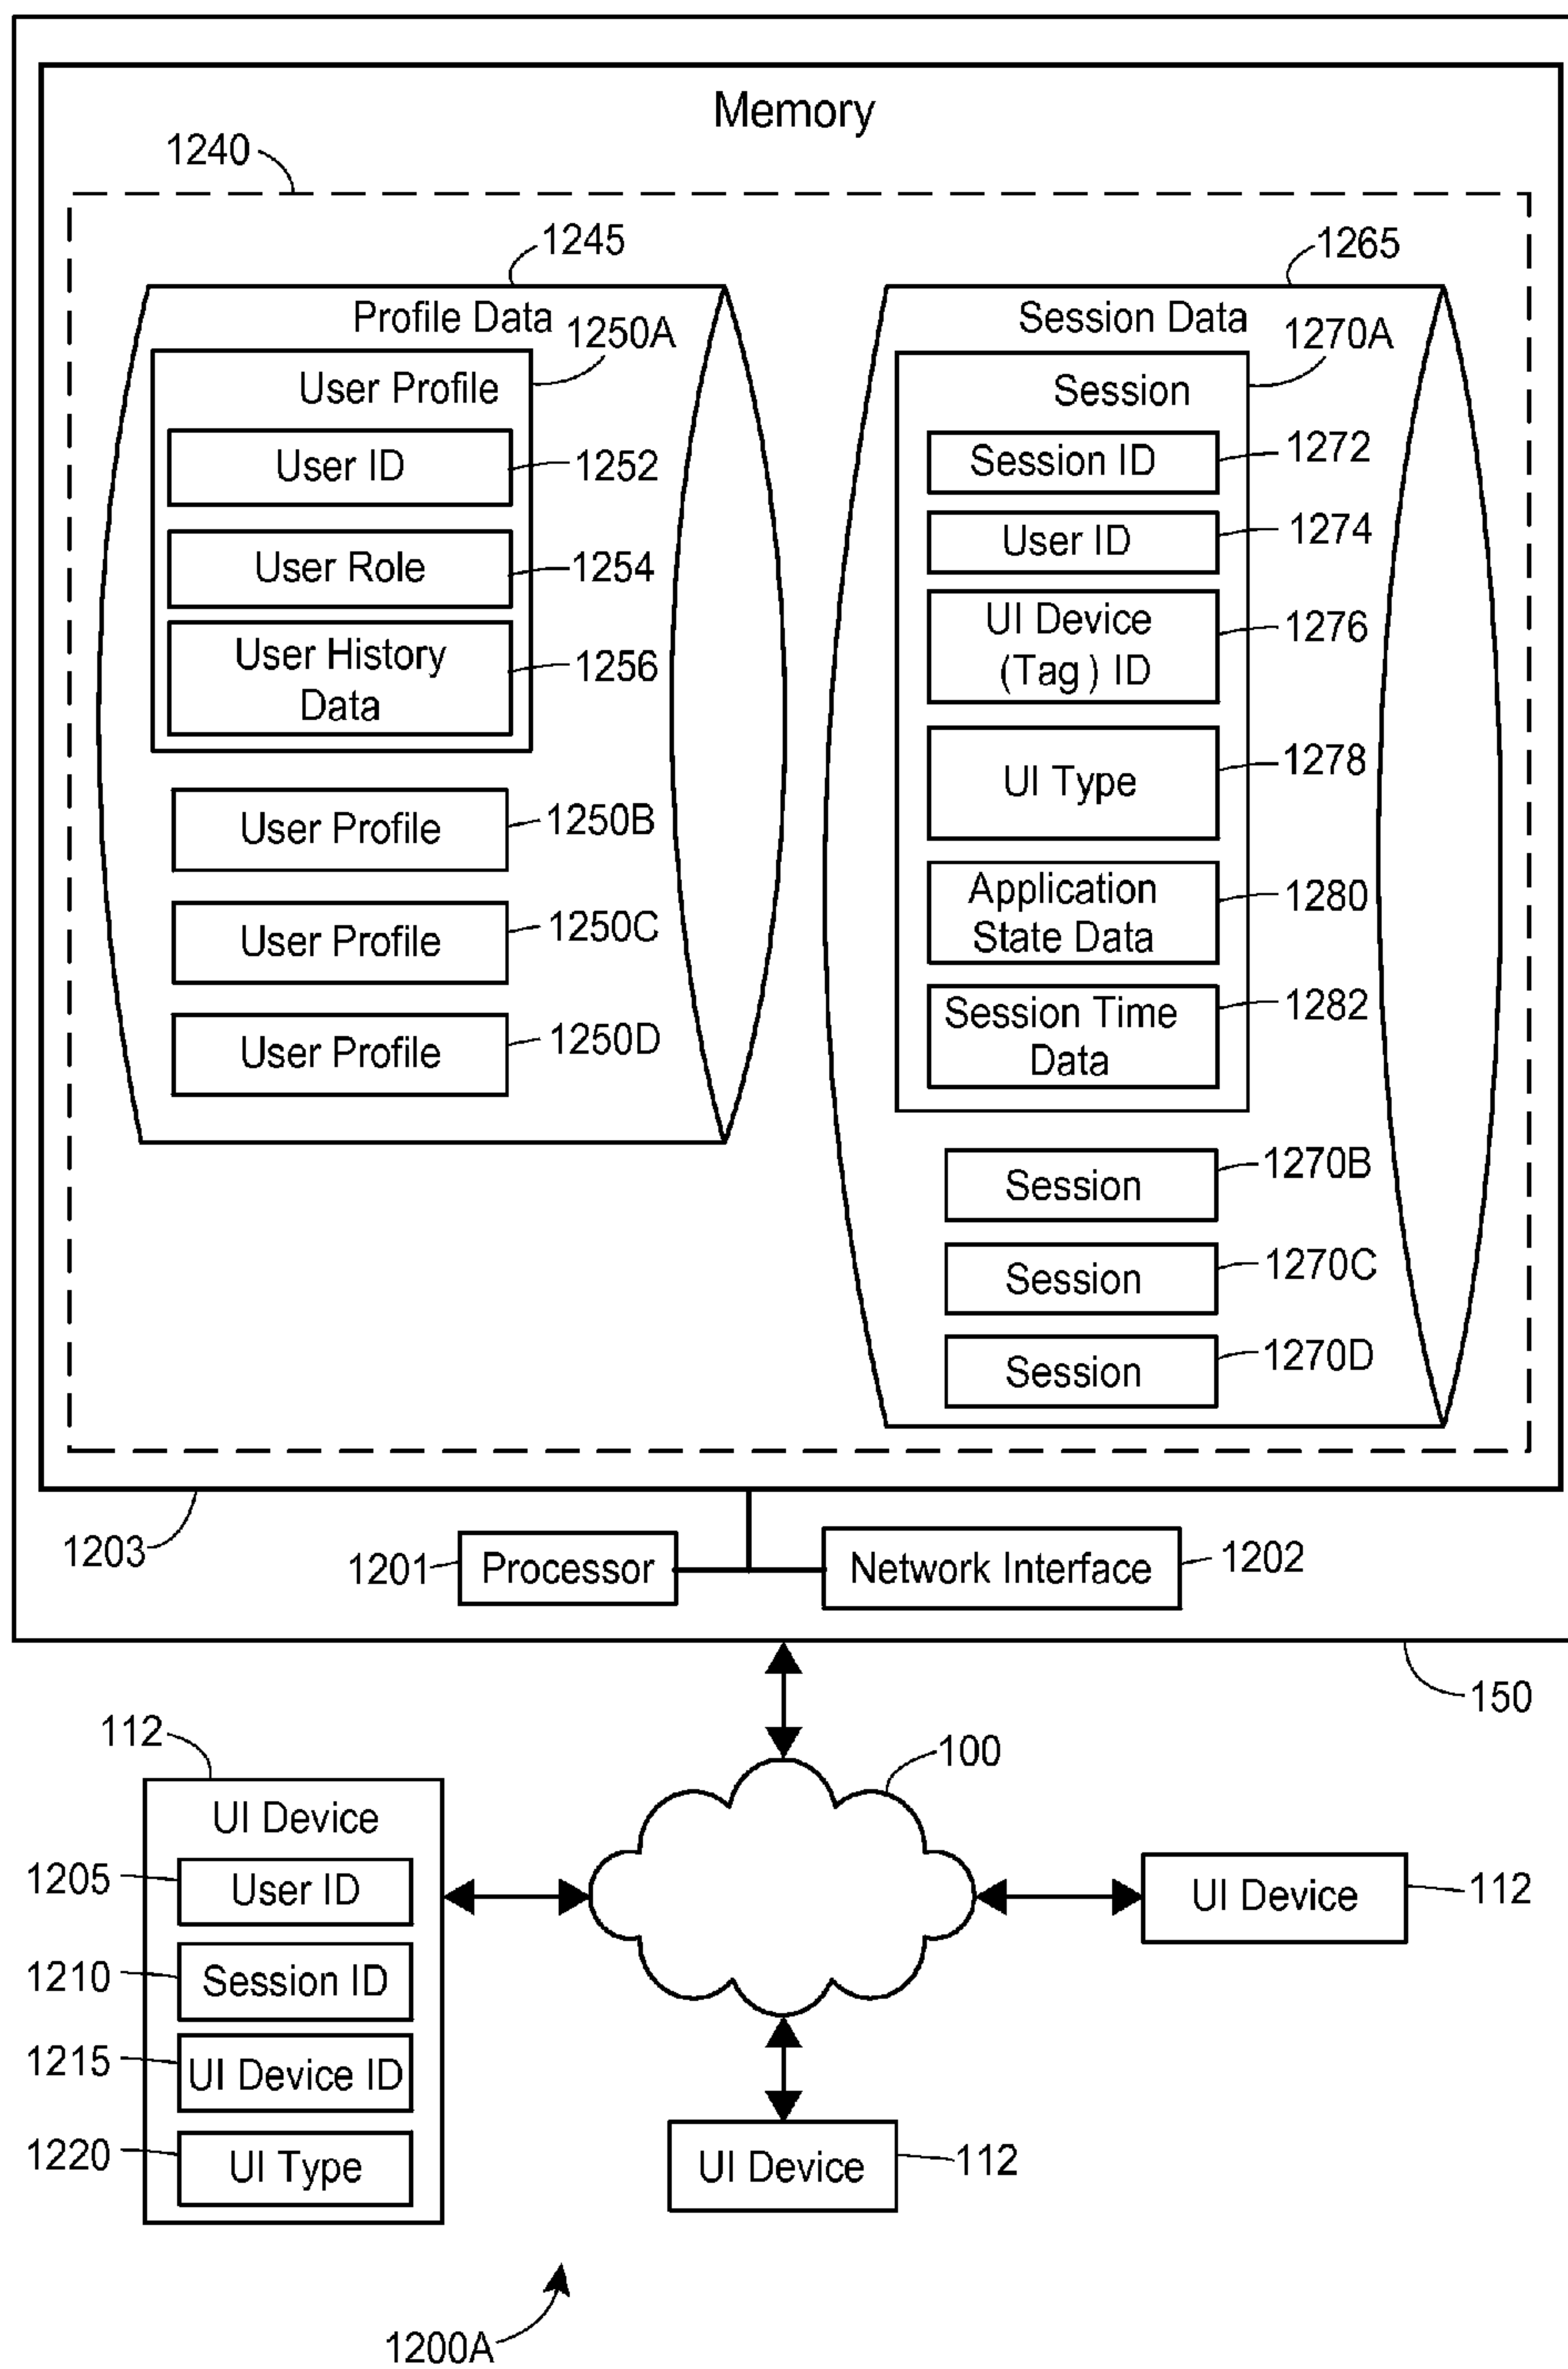 Memory
1240
1245
1265
Profile Data
1250A
User Profile
User ID
1252
User Role
1254
User History
Data
1256
User Profile
1250B
User Profile
1250C
User Profile
1250D
Session Data
1270A
Session
Session ID
1272
User ID
1274
UI Device
(Tag) ID
1276
UI Type
1278
Application
State Data
1280
Session Time
Data
1282
Session
1270B
Session
1270C
Session
1270D
1203
1201
Processor
Network Interface
1202
150
112
100
UI Device
1205
User ID
1210
Session ID
1215
UI Device ID
1220
UI Type
UI Device
112
UI Device
112
1200A